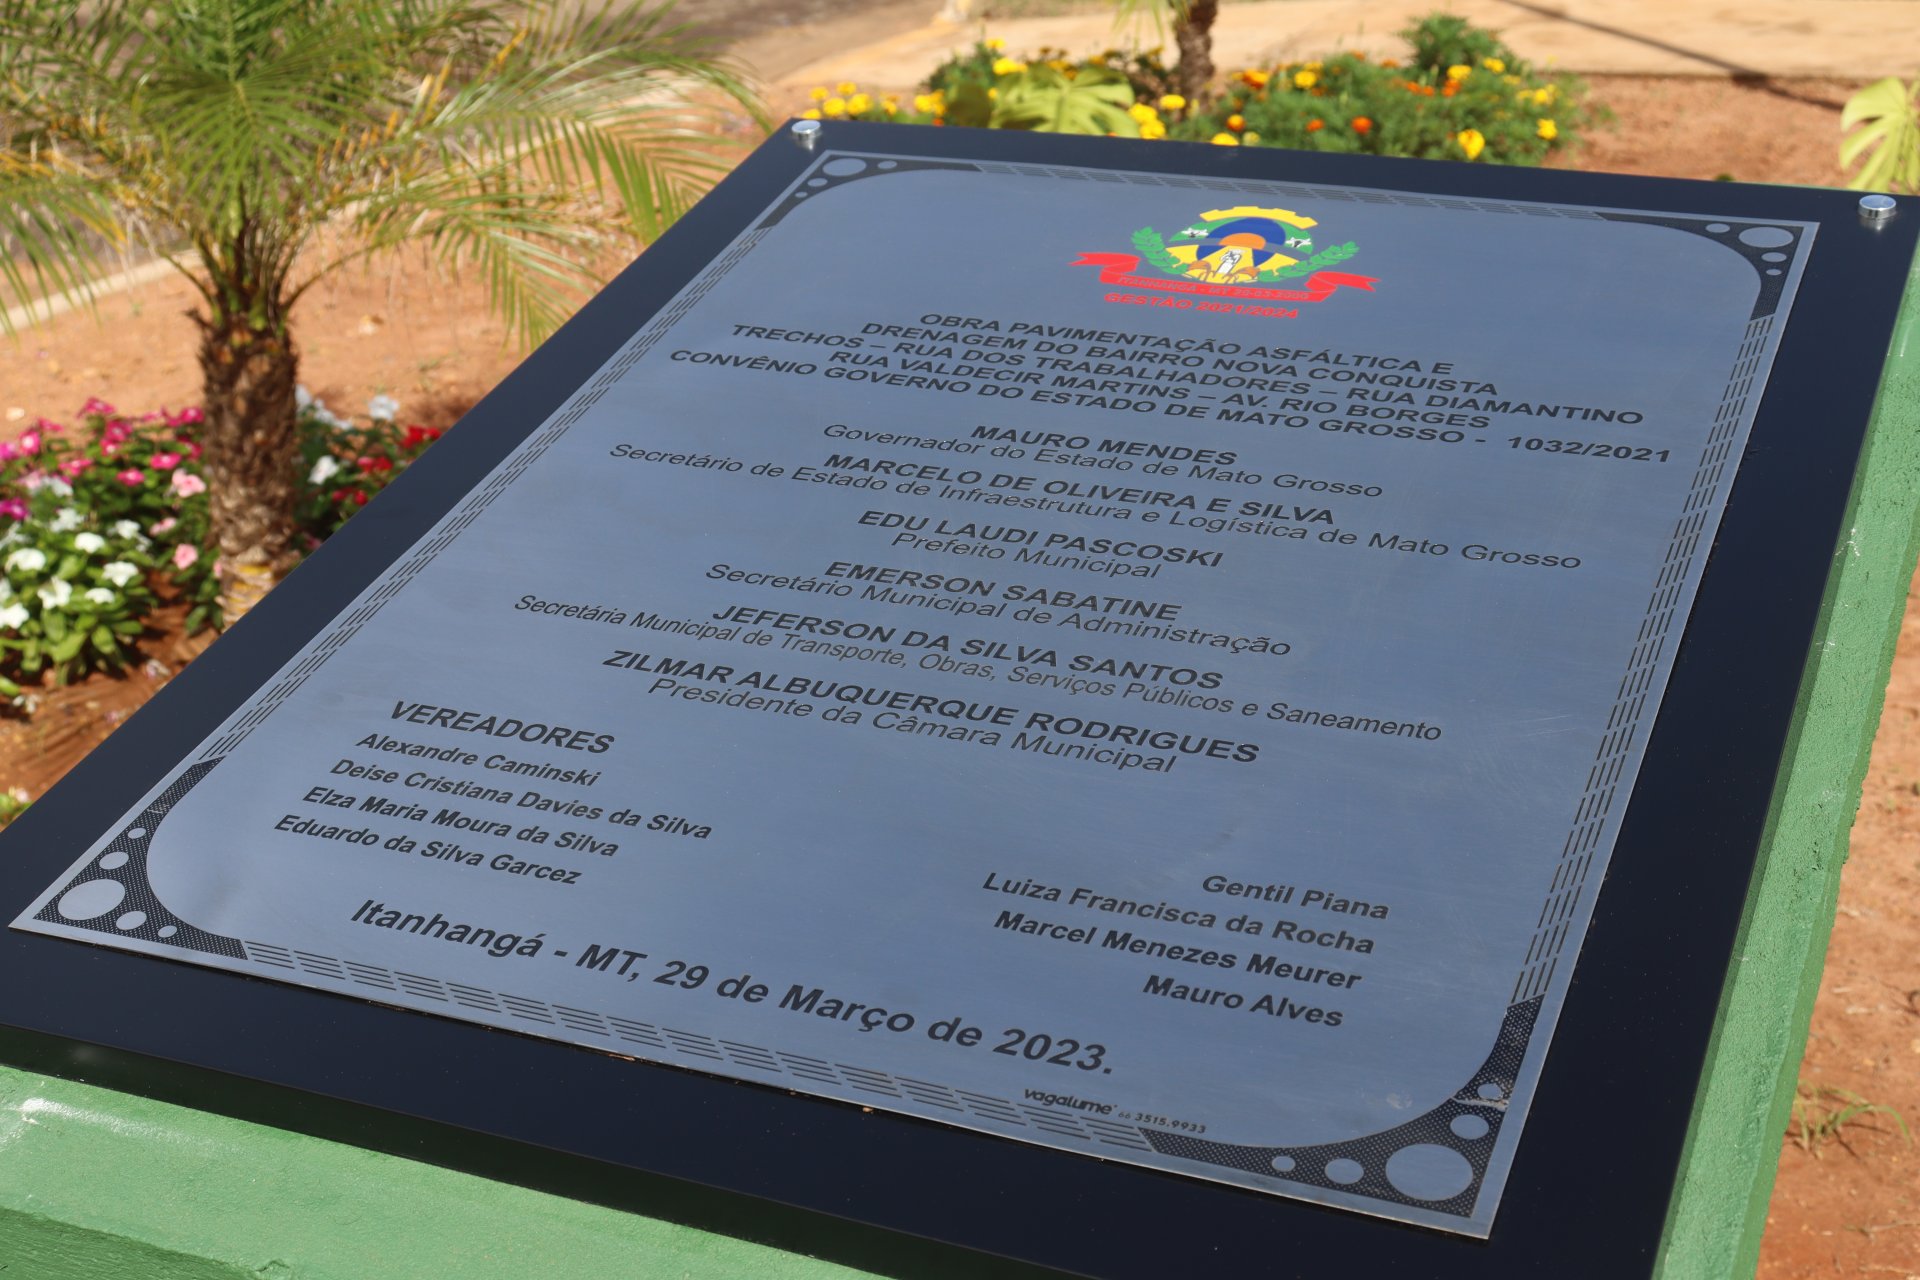 ITANHANGÁ - MT 29-03-2000
GESTÃO 2021/2024
OBRA PAVIMENTAÇÃO ASFÁLTICA E
DRENAGEM DO BAIRRO NOVA CONQUISTA
TRECHOS – RUA DOS TRABALHADORES – RUA DIAMANTINO
RUA VALDECIR MARTINS – AV. RIO BORGES
CONVÊNIO GOVERNO DO ESTADO DE MATO GROSSO - 1032/2021
MAURO MENDES
Governador do Estado de Mato Grosso
MARCELO DE OLIVEIRA E SILVA
Secretário de Estado de Infraestrutura e Logística de Mato Grosso
EDU LAUDI PASCOSKI
Prefeito Municipal
EMERSON SABATINE
Secretário Municipal de Administração
JEFERSON DA SILVA SANTOS
Secretária Municipal de Transporte, Obras, Serviços Públicos e Saneamento
ZILMAR ALBUQUERQUE RODRIGUES
Presidente da Câmara Municipal
VEREADORES
Alexandre Caminski
Deise Cristiana Davies da Silva
Elza Maria Moura da Silva
Eduardo da Silva Garcez
Gentil Piana
Luiza Francisca da Rocha
Marcel Menezes Meurer
Mauro Alves
Itanhangá - MT, 29 de Março de 2023.
vagalume 66 3515.9933